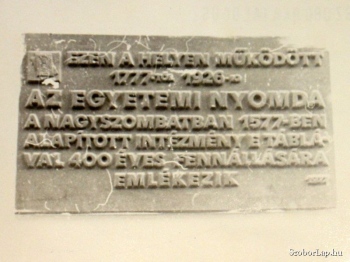 EZEN A HELYEN MŰKÖDÖTT
1777-TŐL 1926-IG
AZ EGYETEMI NYOMDA
A NAGYSZOMBATBAN 1577-BEN
ALAPÍTOTT INTÉZMÉNY E TÁBLÁ-
VAL 400 ÉVES FENNÁLLÁSÁRA
EMLÉKEZIK
SzoborLap.hu